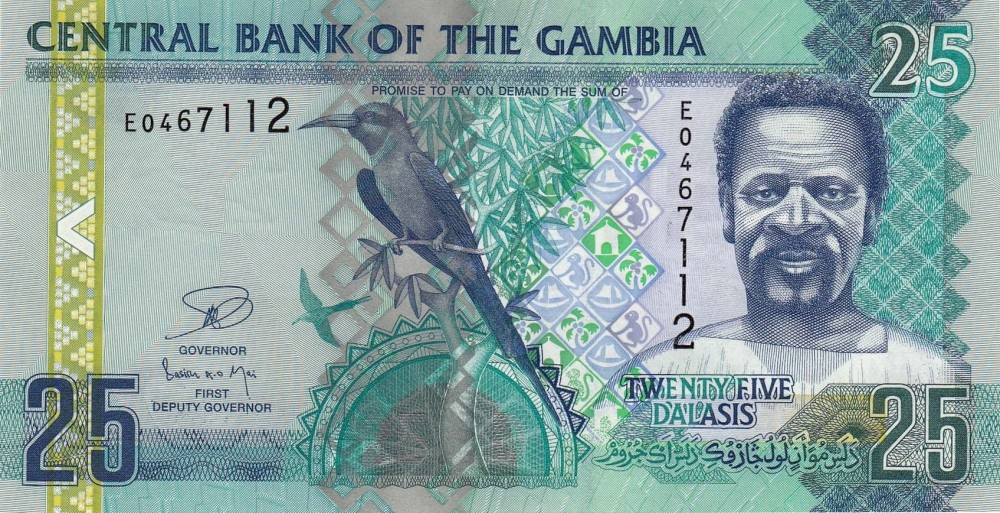 CENTRAL BANK OF THE GAMBIA
25
PROMISE TO PAY ON DEMAND THE SUM OF
E0467112
E0467112
GOVERNOR
FIRST
DEPUTY GOVERNOR
TWENTY FIVE
DALASIS
25
25